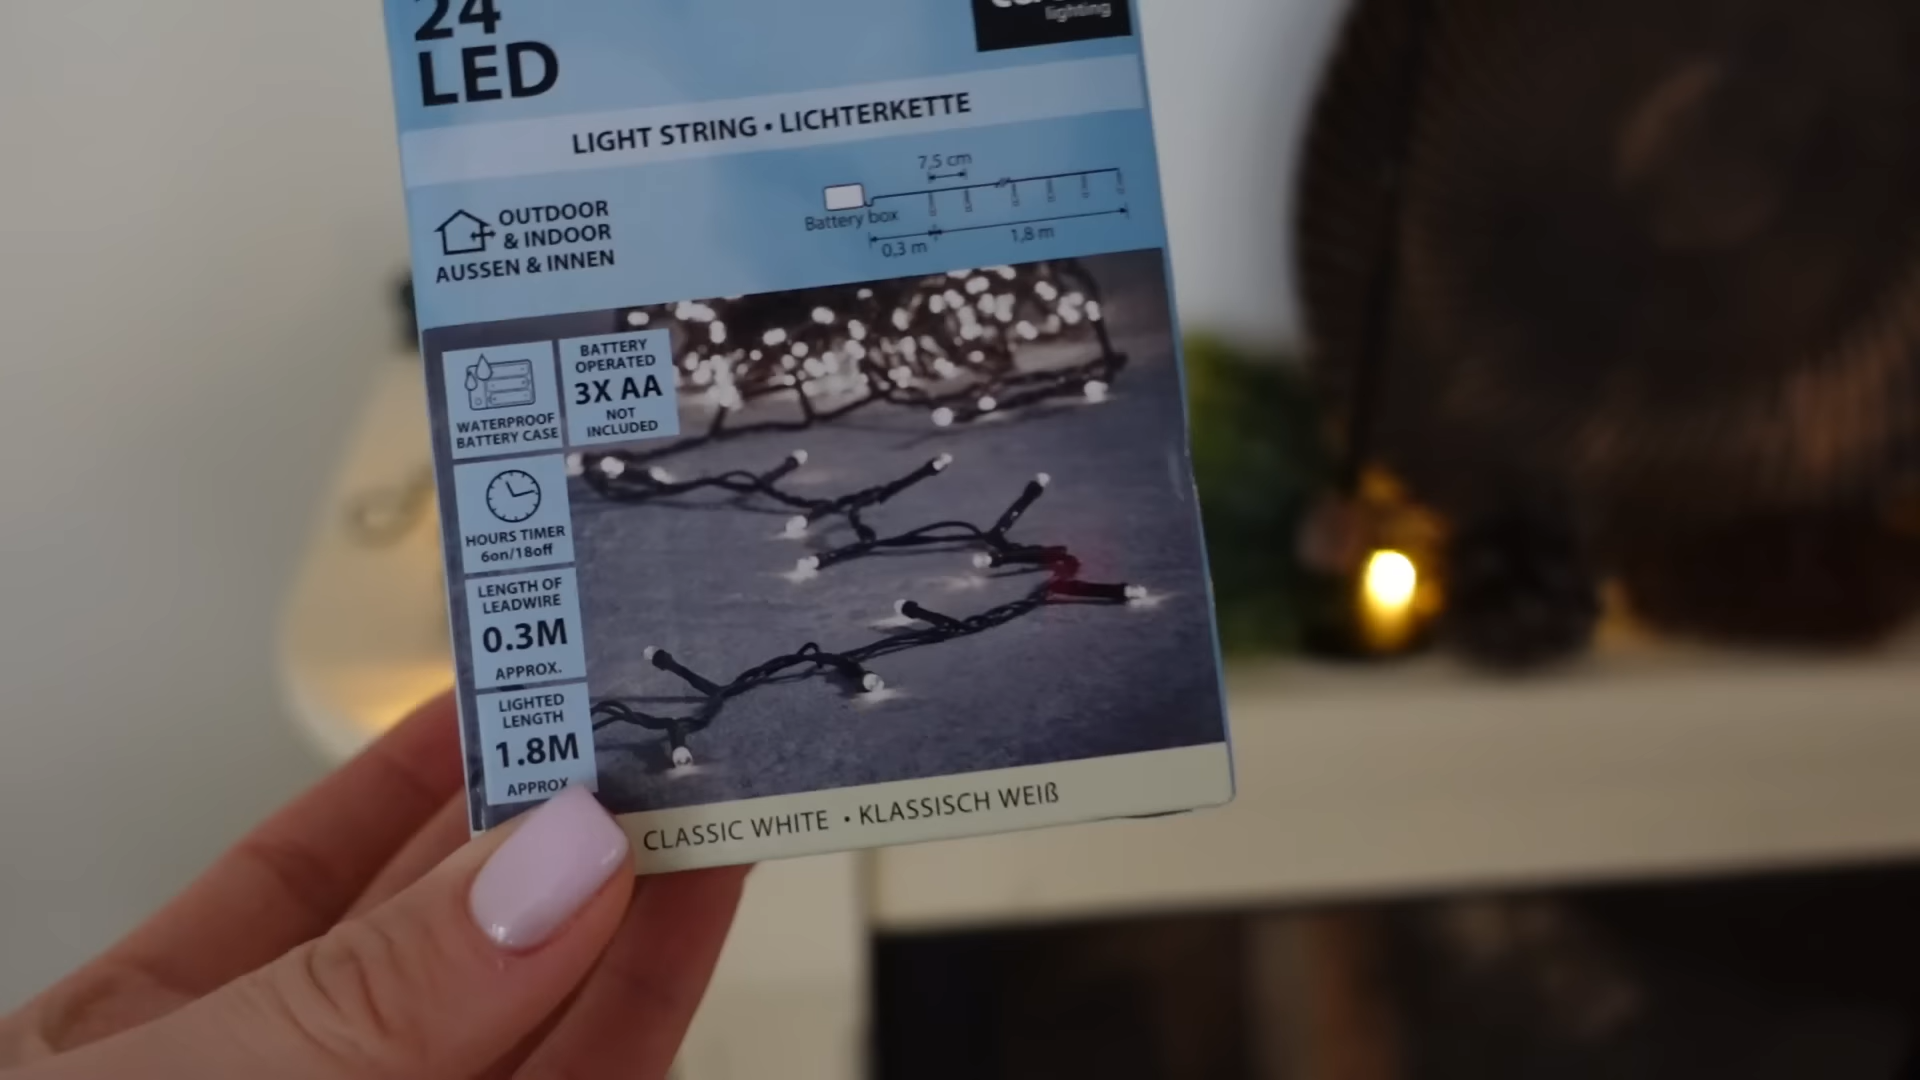 24
LED
lighting
LIGHT STRING • LICHTERKETTE
OUTDOOR
& INDOOR
AUSSEN & INNEN
7,5 cm
Battery box
0,3 m
1,8 m
WATERPROOF
BATTERY CASE
BATTERY
OPERATED
3X AA
NOT
INCLUDED
HOURS TIMER
6on/18off
LENGTH OF
LEADWIRE
0.3M
APPROX.
LIGHTED
LENGTH
1.8M
APPROX
CLASSIC WHITE • KLASSISCH WEIß